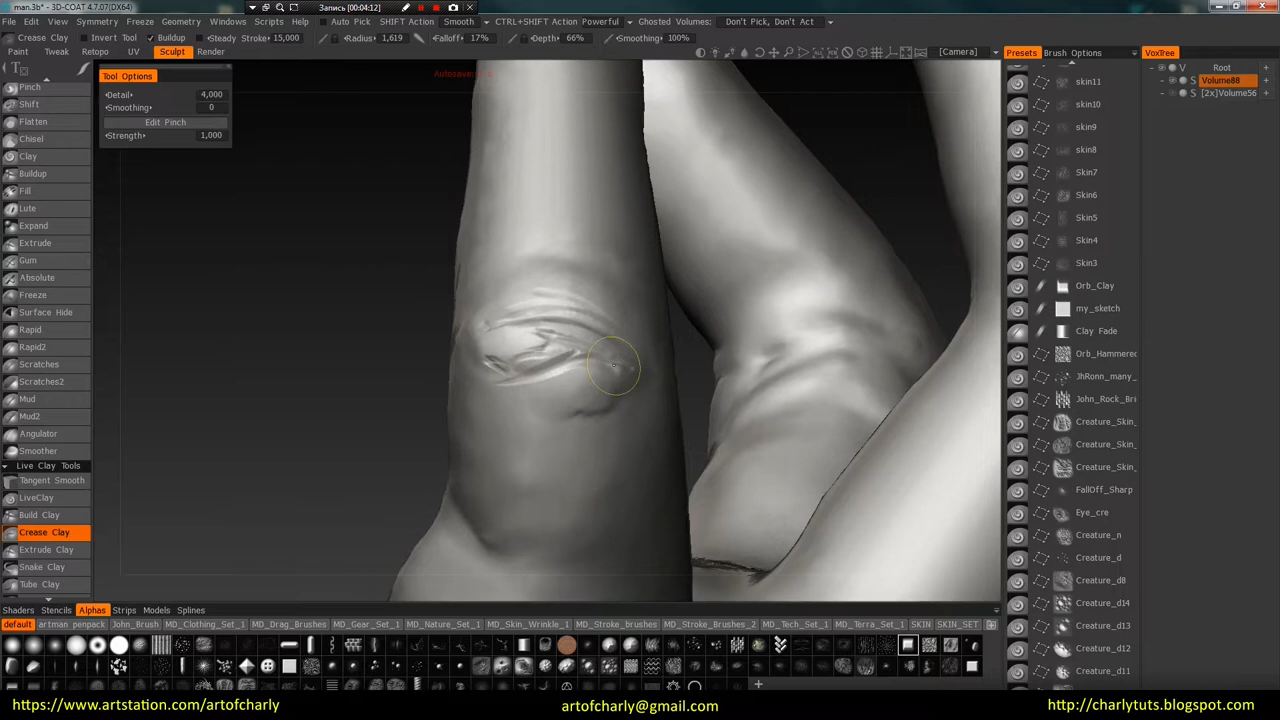 man.3b* - 3D-COAT 4.7.07(DX64)
Запись [00:04:12]
File Edit View Symmetry Freeze Geometry Windows Scripts Help Auto Pick SHIFT Action Smooth CTRL+SHIFT Action Powerful Ghosted Volumes: Don't Pick, Don't Act
Crease Clay Invert Tool Buildup Steady Stroke 15,000 Radius 1,619 Falloff 17% Depth 66% Smoothing 100%
Paint Tweak Retopo UV Sculpt Render
[Camera]
Presets Brush Options
VoxTree
Tool Options
Detail 4,000
Smoothing 0
Edit Pinch
Strength 1,000
Pinch
Shift
Flatten
Chisel
Clay
Buildup
Fill
Lute
Expand
Extrude
Gum
Absolute
Freeze
Surface Hide
Rapid
Rapid2
Scratches
Scratches2
Mud
Mud2
Angulator
Smoother
Live Clay Tools
Tangent Smooth
LiveClay
Build Clay
Crease Clay
Extrude Clay
Snake Clay
Tube Clay
skin11
skin10
skin9
skin8
Skin7
Skin6
Skin5
Skin4
Skin3
Orb_Clay
my_sketch
Clay Fade
Orb_Hammered
JhRonn_many_
John_Rock_Bri
Creature_Skin_
Creature_Skin_
Creature_Skin_
FallOff_Sharp
Eye_cre
Creature_n
Creature_d
Creature_d8
Creature_d14
Creature_d13
Creature_d12
Creature_d11
V Root +
S Volume88 +
S [2x]Volume56 +
Shaders Stencils Alphas Strips Models Splines
default artman penpack John_Brush MD_Clothing_Set_1 MD_Drag_Brushes MD_Gear_Set_1 MD_Nature_Set_1 MD_Skin_Wrinkle_1 MD_Stroke_brushes MD_Stroke_Brushes_2 MD_Tech_Set_1 MD_Terra_Set_1 SKIN SKIN_SET
https://www.artstation.com/artofcharly
artofcharly@gmail.com
http://charlytuts.blogspot.com